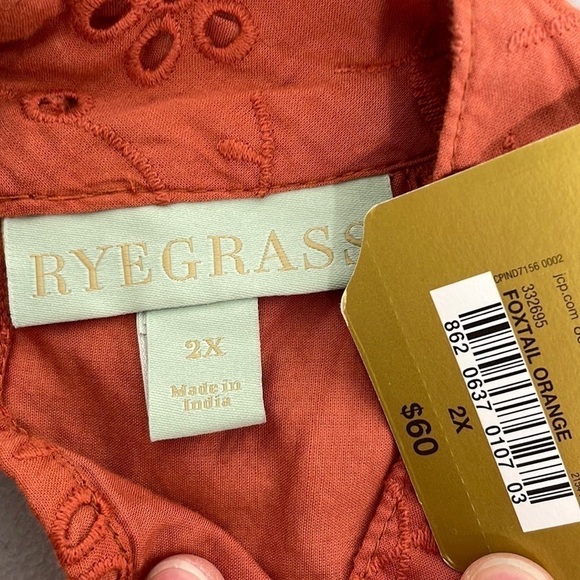 RYEGRASS
2X
Made in
India
CPIND7156 0002
jcp.com
332695
FOXTAIL ORANGE
862 0637 0107 03
2X
$60